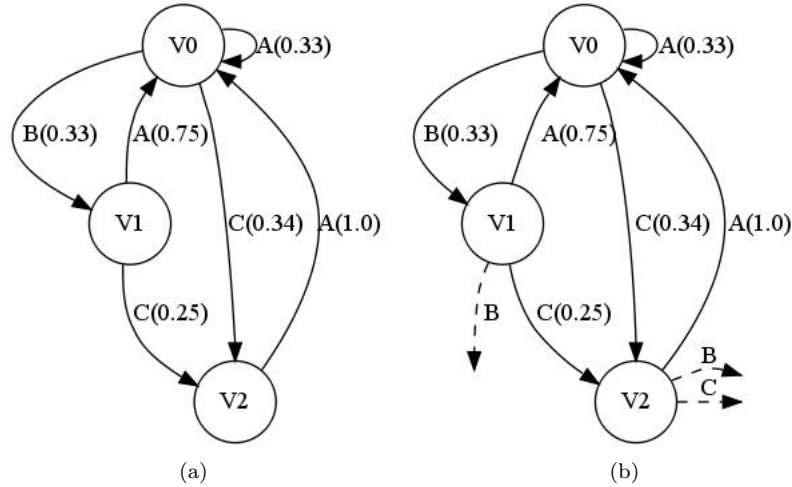 V0
A(0.33)
B(0.33)
A(0.75)
V1
C(0.34)
A(1.0)
C(0.25)
V2
(a)
V0
A(0.33)
B(0.33)
A(0.75)
V1
C(0.34)
A(1.0)
B
C(0.25)
B
C
V2
(b)